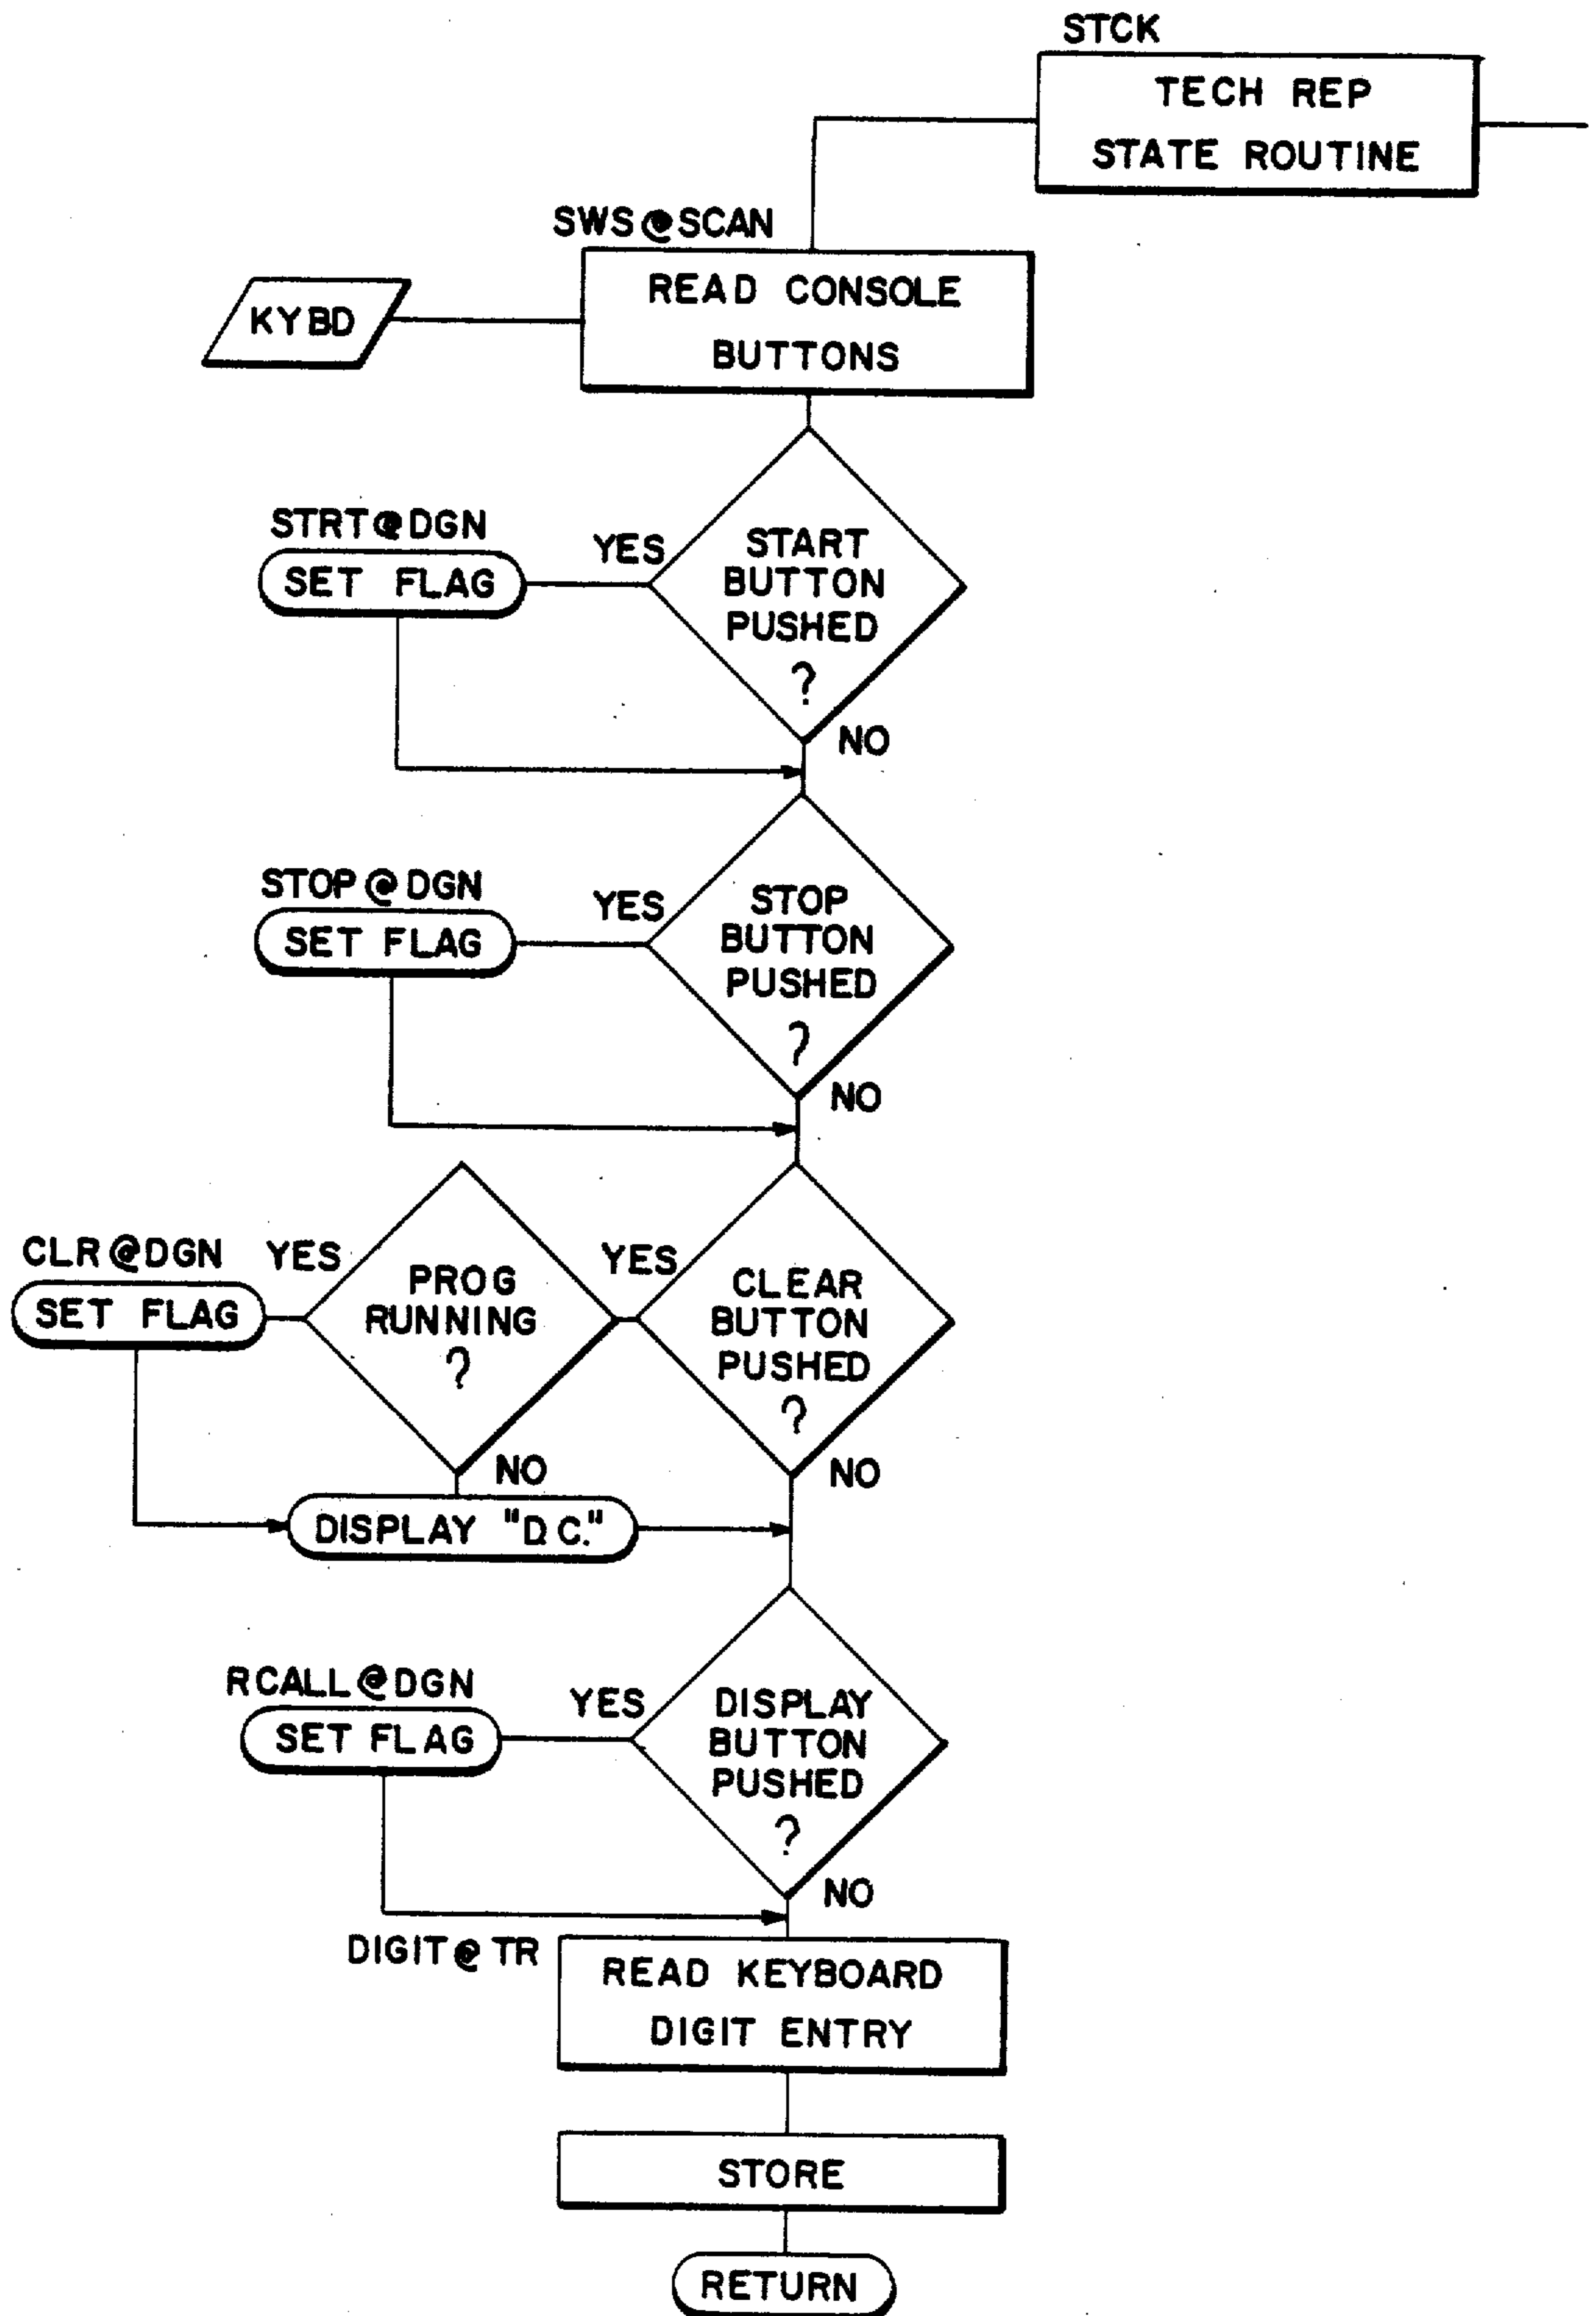 STCK
TECH REP
STATE ROUTINE
SWS@SCAN
READ CONSOLE
BUTTONS
KYBD
STRT@DGN
SET FLAG
YES
START
BUTTON
PUSHED
?
NO
STOP@DGN
SET FLAG
YES
STOP
BUTTON
PUSHED
?
NO
CLR@DGN
SET FLAG
YES
PROG
RUNNING
?
NO
YES
CLEAR
BUTTON
PUSHED
?
NO
DISPLAY "D.C."
RCALL@DGN
SET FLAG
YES
DISPLAY
BUTTON
PUSHED
?
NO
DIGIT@TR
READ KEYBOARD
DIGIT ENTRY
STORE
RETURN